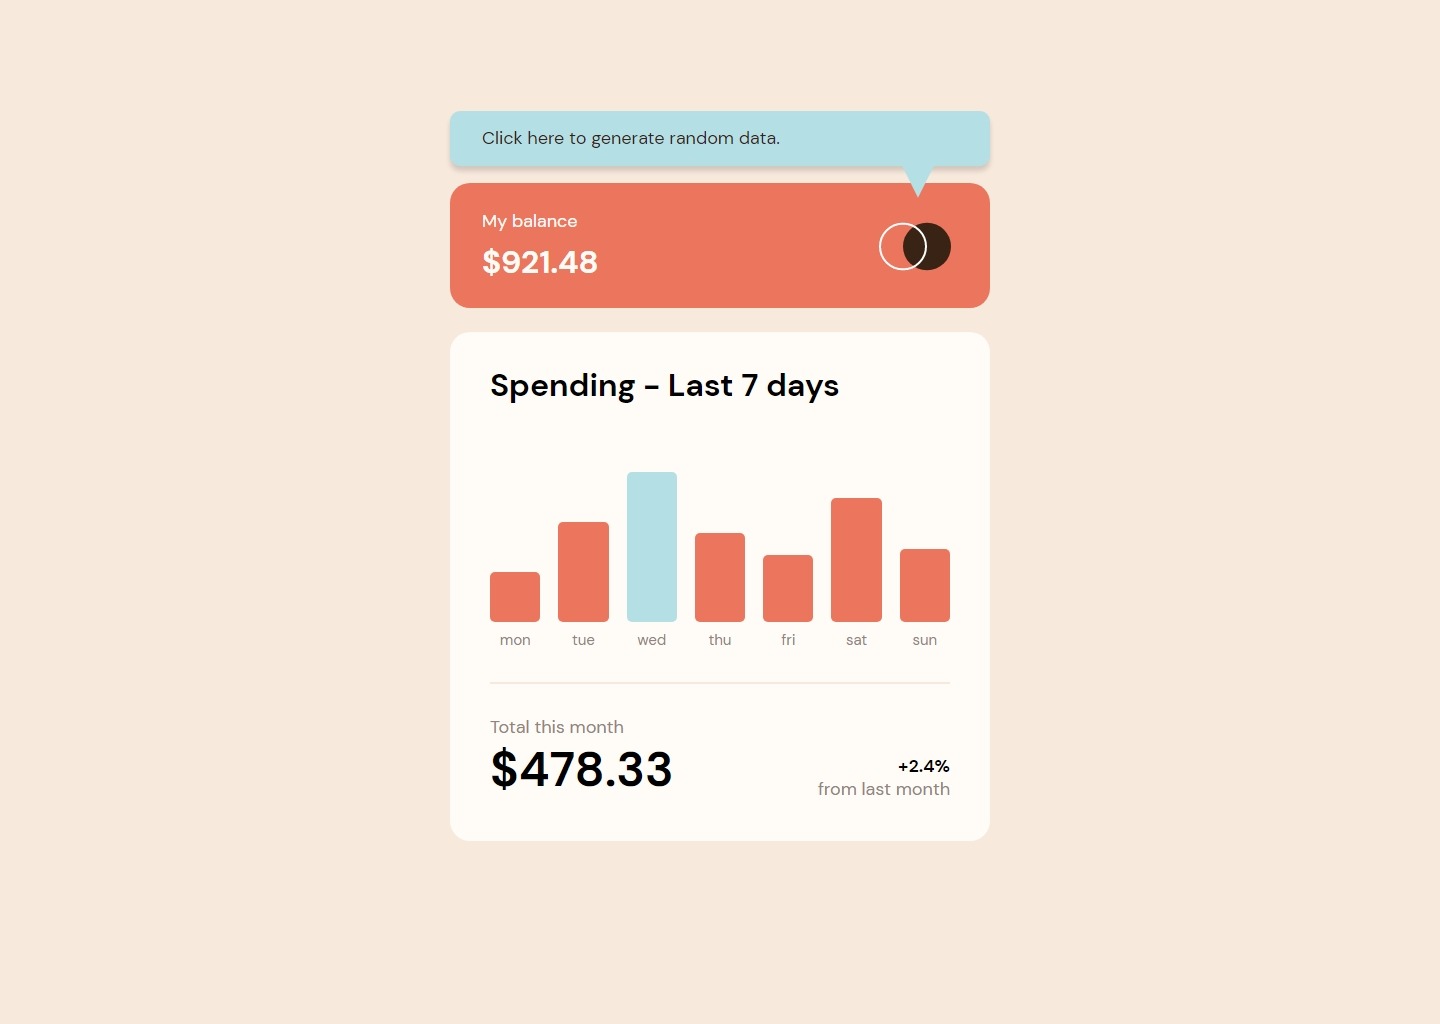 Click here to generate random data.
My balance
$921.48
Spending - Last 7 days
mon tue wed thu fri sat sun
Total this month
$478.33
+2.4%
from last month